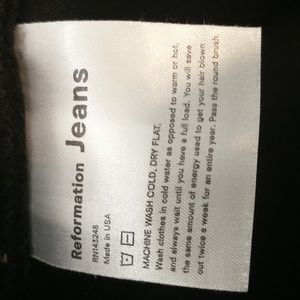 Reformation Jeans
RN143248
Made in USA
MACHINE WASH COLD, DRY FLAT.
Wash clothes in cold water as opposed to warm or hot,
and always wait until you have a full load. You will save
the same amount of energy used to get your hair blown
out twice a week for an entire year. Pass the round brush.